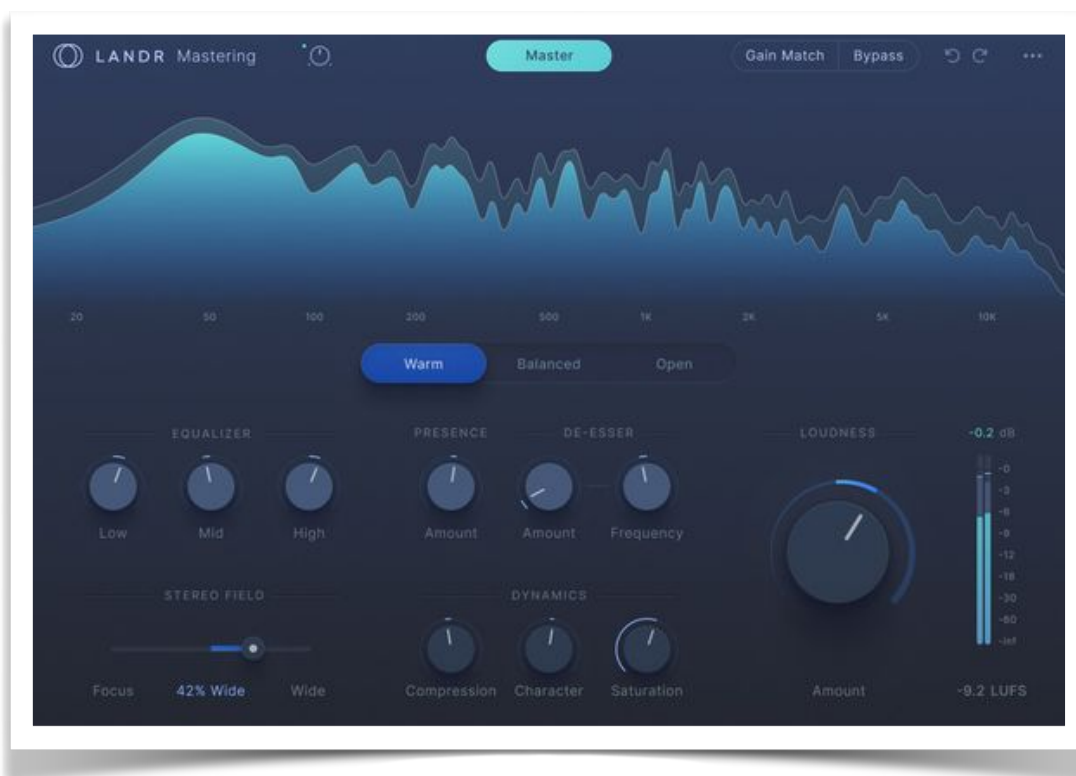 LANDR Mastering
Master
Gain Match Bypass
20 50 100 200 500 1K 2K 5K 10K
Warm Balanced Open
EQUALIZER PRESENCE DE-ESSER LOUDNESS -0.2 dB
Low Mid High Amount Amount Frequency
-0
-3
-6
-9
-12
-18
-30
-60
-inf
STEREO FIELD DYNAMICS
Focus 42% Wide Wide Compression Character Saturation Amount -9.2 LUFS